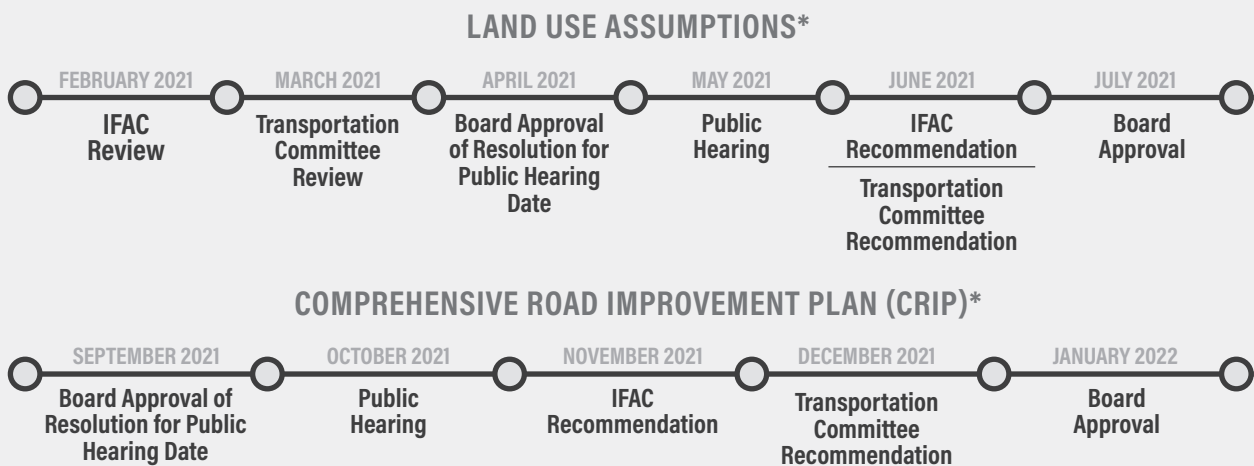 LAND USE ASSUMPTIONS*
FEBRUARY 2021
IFAC
Review
MARCH 2021
Transportation
Committee
Review
APRIL 2021
Board Approval
of Resolution for
Public Hearing
Date
MAY 2021
Public
Hearing
JUNE 2021
IFAC
Recommendation
Transportation
Committee
Recommendation
JULY 2021
Board
Approval
COMPREHENSIVE ROAD IMPROVEMENT PLAN (CRIP)*
SEPTEMBER 2021
Board Approval of
Resolution for Public
Hearing Date
OCTOBER 2021
Public
Hearing
NOVEMBER 2021
IFAC
Recommendation
DECEMBER 2021
Transportation
Committee
Recommendation
JANUARY 2022
Board
Approval